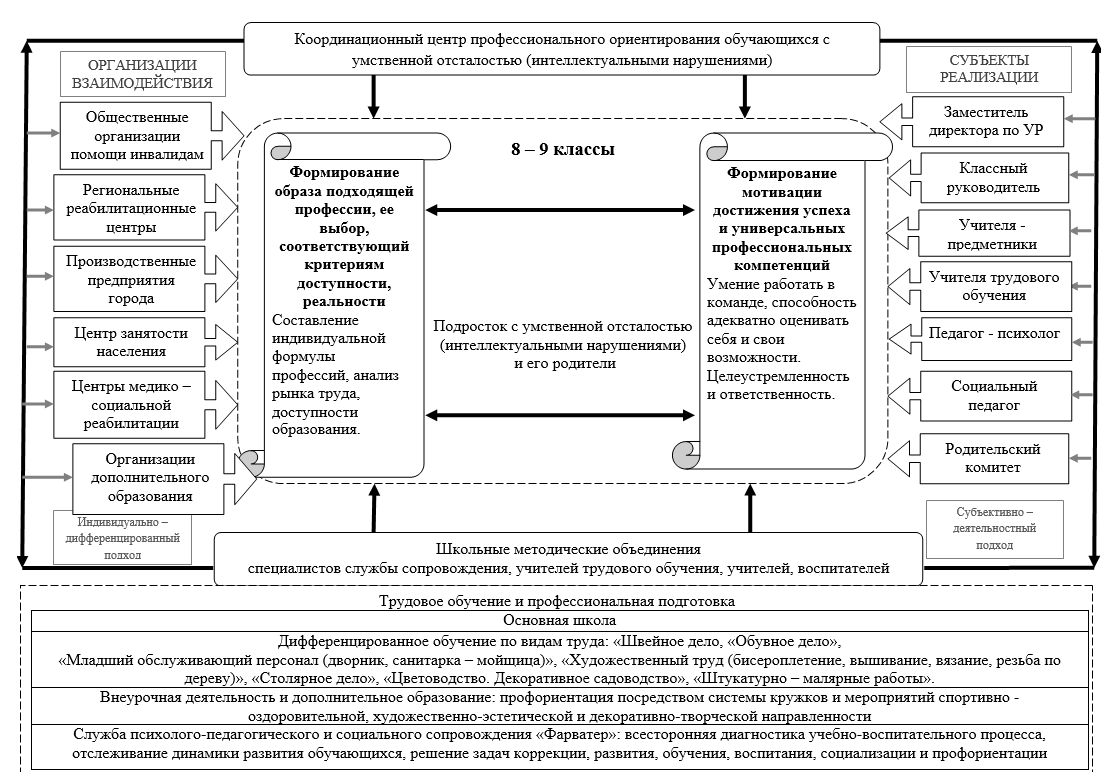 Координационный центр профессионального ориентирования обучающихся с
умственной отсталостью (интеллектуальными нарушениями)
ОРГАНИЗАЦИИ
ВЗАИМОДЕЙСТВИЯ
Общественные
организации
помощи инвалидам
Региональные
реабилитационные
центры
Производственные
предприятия
города
Центр занятости
населения
Центры медико –
социальной
реабилитации
Организации
дополнительного
образования
Индивидуально –
дифференцированный
подход
8 – 9 классы
Формирование
образа подходящей
профессии, ее
выбор,
соответствующий
критериям
доступности,
реальности
Составление
индивидуальной
формулы
профессий, анализ
рынка труда,
доступности
образования.
Подросток с умственной отсталостью
(интеллектуальными нарушениями)
и его родители
Формирование
мотивации
достижения успеха
и универсальных
профессиональных
компетенций
Умение работать в
команде, способность
адекватно оценивать
себя и свои
возможности.
Целеустремленность
и ответственность.
СУБЪЕКТЫ
РЕАЛИЗАЦИИ
Заместитель
директора по УР
Классный
руководитель
Учителя -
предметники
Учителя трудового
обучения
Педагог - психолог
Социальный
педагог
Родительский
комитет
Субъективно –
деятельностный
подход
Школьные методические объединения
специалистов службы сопровождения, учителей трудового обучения, учителей, воспитателей
Трудовое обучение и профессиональная подготовка
Основная школа
Дифференцированное обучение по видам труда: «Швейное дело, «Обувное дело»,
«Младший обслуживающий персонал (дворник, санитарка – мойщица)», «Художественный труд (бисероплетение, вышивание, вязание, резьба по
дереву)», «Столярное дело», «Цветоводство. Декоративное садоводство», «Штукатурно – малярные работы».
Внеурочная деятельность и дополнительное образование: профориентация посредством системы кружков и мероприятий спортивно -
оздоровительной, художественно-эстетической и декоративно-творческой направленности
Служба психолого-педагогического и социального сопровождения «Фарватер»: всесторонняя диагностика учебно-воспитательного процесса,
отслеживание динамики развития обучающихся, решение задач коррекции, развития, обучения, воспитания, социализации и профориентации